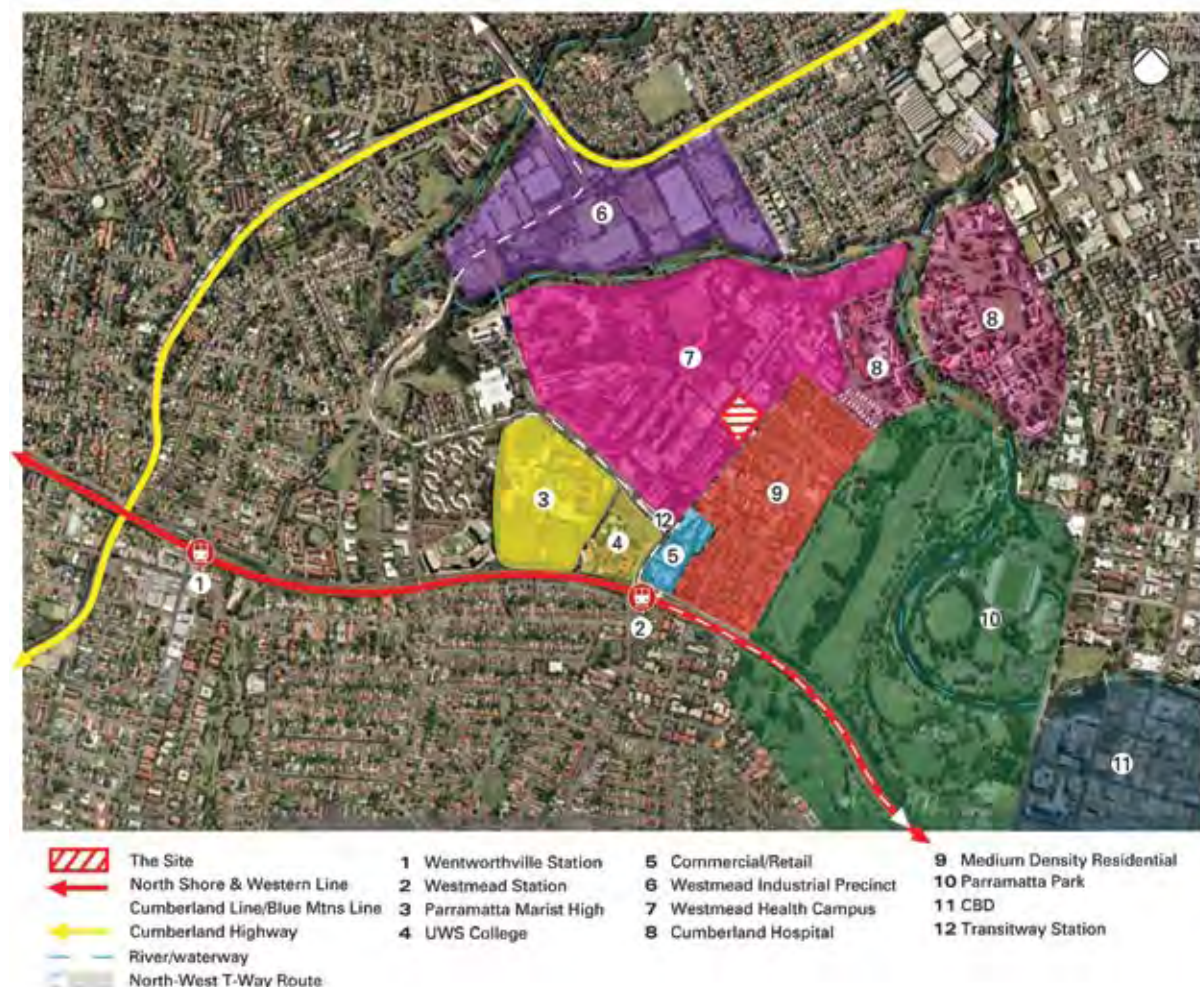 6
7
8
8
3
4
12
5
9
1
2
10
11
The Site
North Shore & Western Line
Cumberland Line/Blue Mtns Line
Cumberland Highway
River/waterway
North-West T-Way Route
1 Wentworthville Station
2 Westmead Station
3 Parramatta Marist High
4 UWS College
5 Commercial/Retail
6 Westmead Industrial Precinct
7 Westmead Health Campus
8 Cumberland Hospital
9 Medium Density Residential
10 Parramatta Park
11 CBD
12 Transitway Station